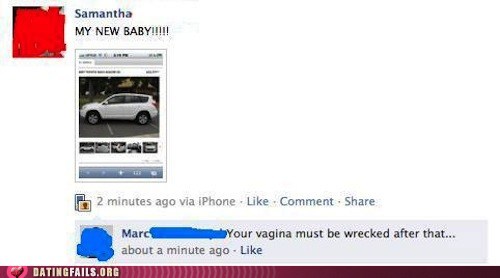 Samantha
MY NEW BABY!!!!!
2 minutes ago via iPhone · Like · Comment · Share
Marc Your vagina must be wrecked after that...
about a minute ago · Like
DATINGFAILS.ORG